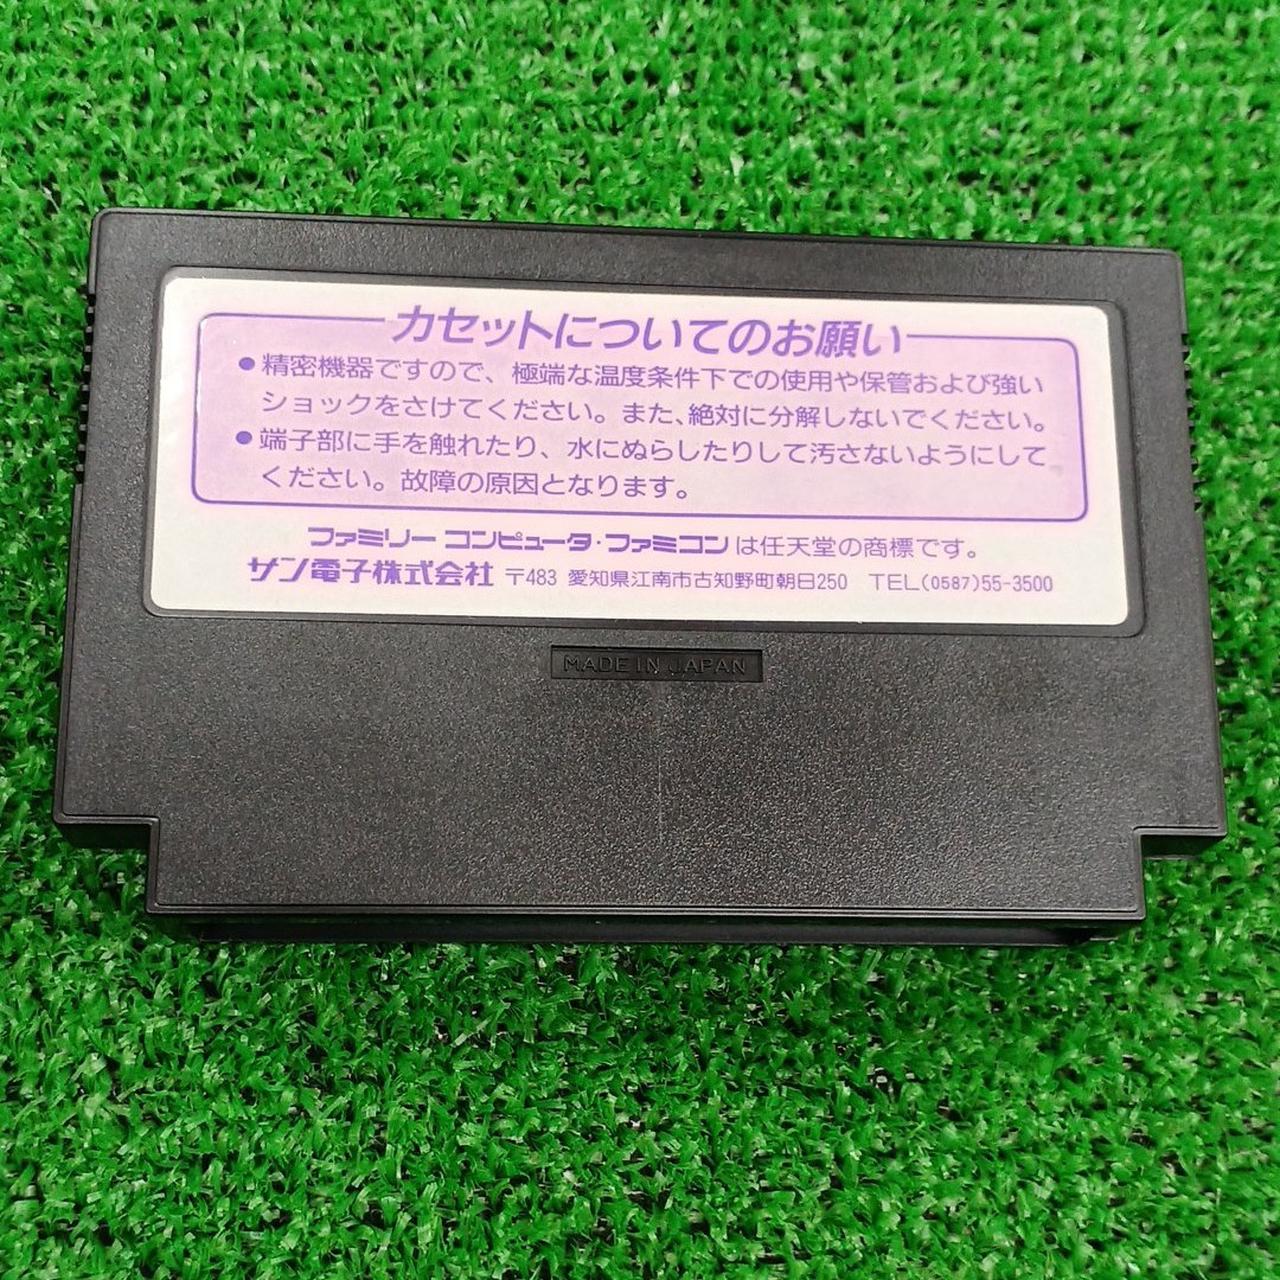 カセットについてのお願い
●精密機器ですので、極端な温度条件下での使用や保管および強い
ショックをさけてください。また、絶対に分解しないでください。
●端子部に手を触れたり、水にぬらしたりして汚さないようにして
ください。故障の原因となります。
ファミリー コンピュータ・ファミコンは任天堂の商標です。
サン電子株式会社 〒483 愛知県江南市古知野町朝日250 TEL(0587)55-3500
MADE IN JAPAN